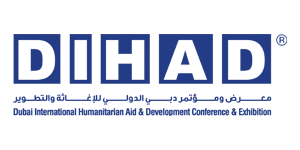 DIHAD®
معرض ومؤتمر دبي الدولي للإغاثة والتطوير
Dubai International Humanitarian Aid & Development Conference & Exhibition